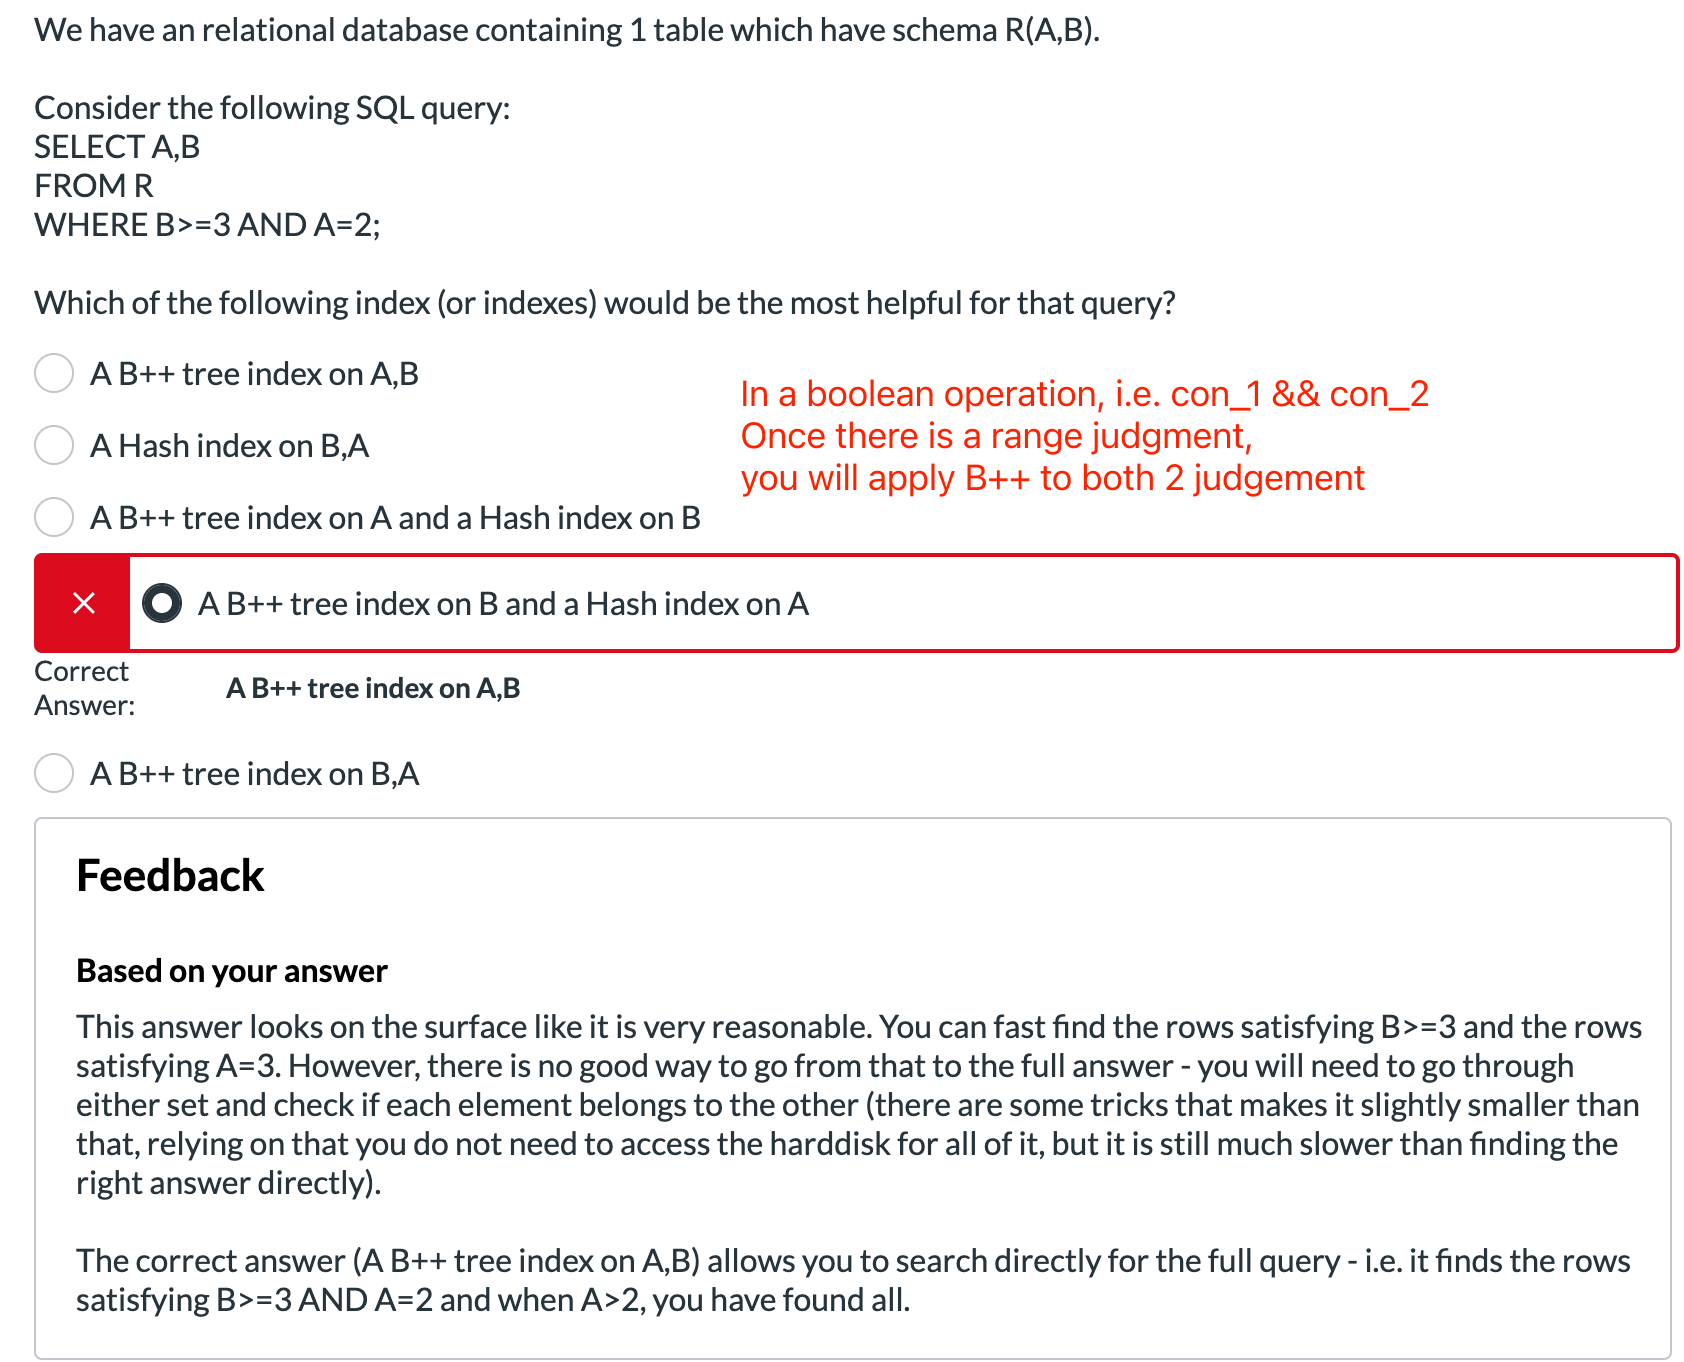 We have an relational database containing 1 table which have schema R(A,B).
Consider the following SQL query:
SELECT A,B
FROM R
WHERE B>=3 AND A=2;
Which of the following index (or indexes) would be the most helpful for that query?
A B++ tree index on A,B
In a boolean operation, i.e. con_1 && con_2
Once there is a range judgment,
you will apply B++ to both 2 judgement
A Hash index on B,A
A B++ tree index on A and a Hash index on B
A B++ tree index on B and a Hash index on A
Correct
Answer:
A B++ tree index on A,B
A B++ tree index on B,A
Feedback
Based on your answer
This answer looks on the surface like it is very reasonable. You can fast find the rows satisfying B>=3 and the rows
satisfying A=3. However, there is no good way to go from that to the full answer - you will need to go through
either set and check if each element belongs to the other (there are some tricks that makes it slightly smaller than
that, relying on that you do not need to access the harddisk for all of it, but it is still much slower than finding the
right answer directly).
The correct answer (A B++ tree index on A,B) allows you to search directly for the full query - i.e. it finds the rows
satisfying B>=3 AND A=2 and when A>2, you have found all.